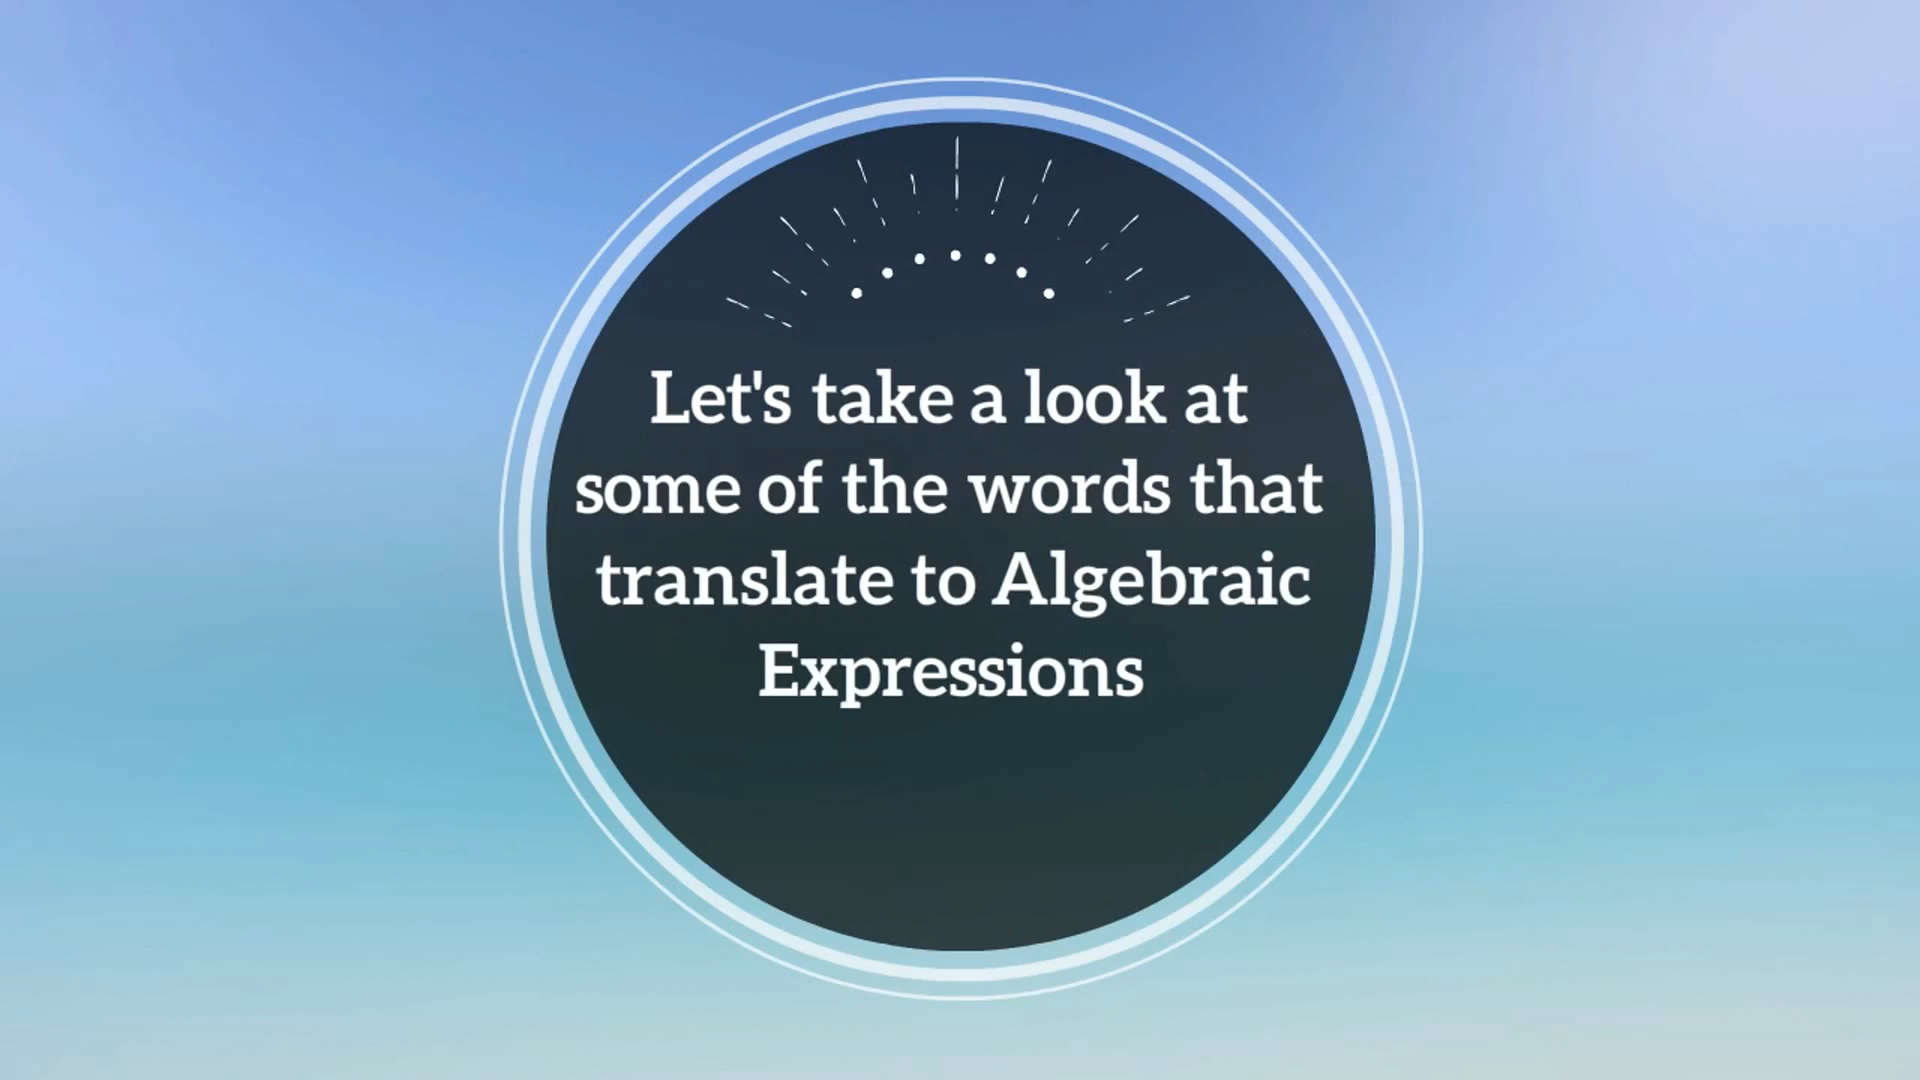 Let's take a look at
some of the words that
translate to Algebraic
Expressions